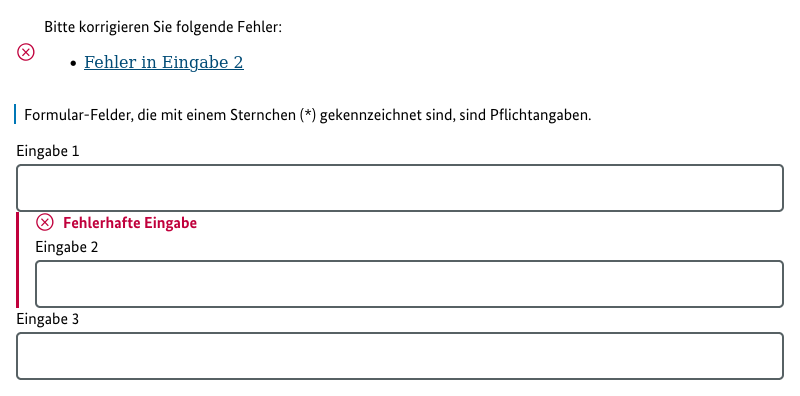 Bitte korrigieren Sie folgende Fehler:
• Fehler in Eingabe 2
Formular-Felder, die mit einem Sternchen (*) gekennzeichnet sind, sind Pflichtangaben.
Eingabe 1
Fehlerhafte Eingabe
Eingabe 2
Eingabe 3